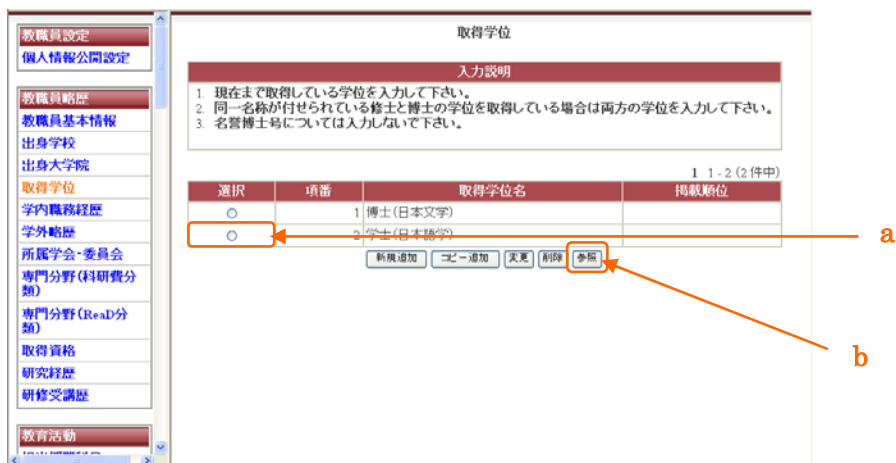 教職員設定
個人情報公開設定
教職員略歴
教職員基本情報
出身学校
出身大学院
取得学位
学内職務経歴
学外略歴
所属学会・委員会
専門分野(科研費分
類)
専門分野(ReaD分
類)
取得資格
研究経歴
研修受講歴
教育活動
取得学位
入力説明
1. 現在まで取得している学位を入力して下さい。
2. 同一名称が付せられている修士と博士の学位を取得している場合は両方の学位を入力して下さい。
3. 名誉博士号については入力しないで下さい。
1 1 - 2 (2 件中)
選択 項番 取得学位名 掲載順位
1 博士(日本文学)
2 学士(日本語学)
新規追加 コピー追加 変更 削除 参照
a
b